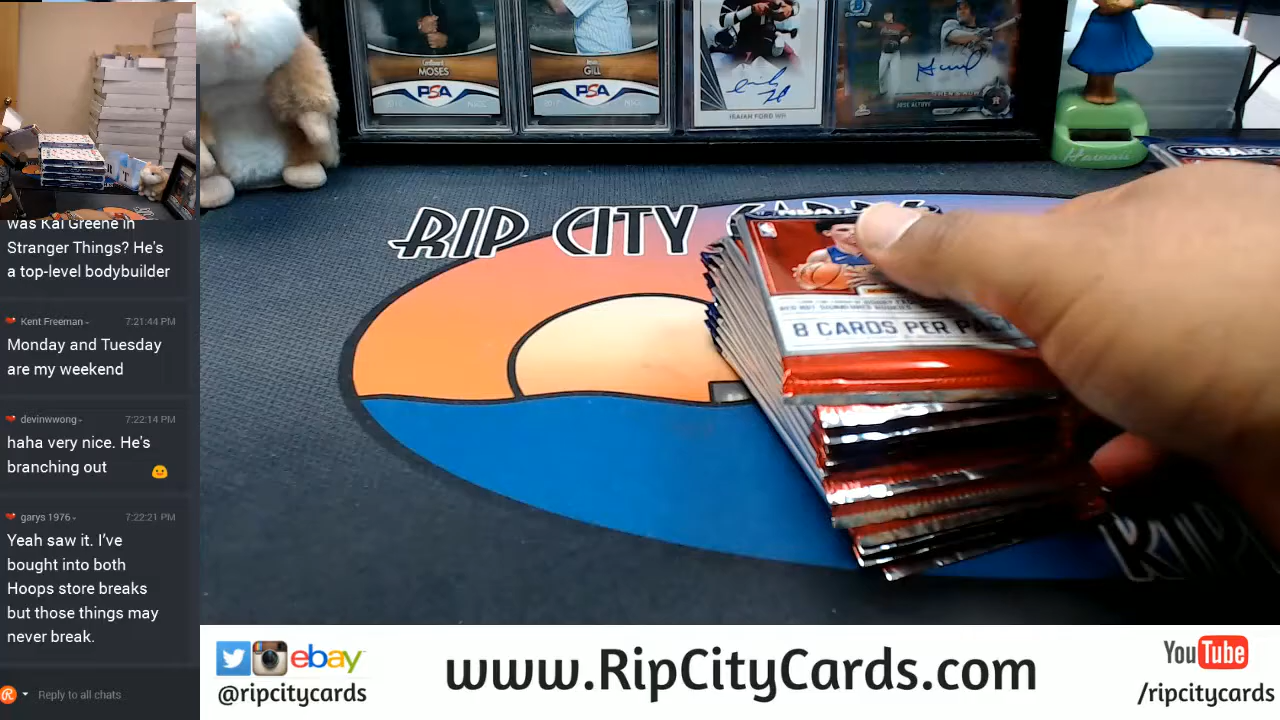 was Kai Greene in
Stranger Things? He's
a top-level bodybuilder
Kent Freeman
7:21:44 PM
Monday and Tuesday
are my weekend
devinwwong
7:22:14 PM
haha very nice. He's
branching out
garys 1976
7:22:21 PM
Yeah saw it. I've
bought into both
Hoops store breaks
but those things may
never break.
Reply to all chats
MOSES
PSA
GILL
PSA
ISAIAH FORD
JOSE ALTUVE
Hawaii
RIP CITY
8 CARDS PER
RIP
ebay
@ripcitycards
www.RipCityCards.com
YouTube
/ripcitycards